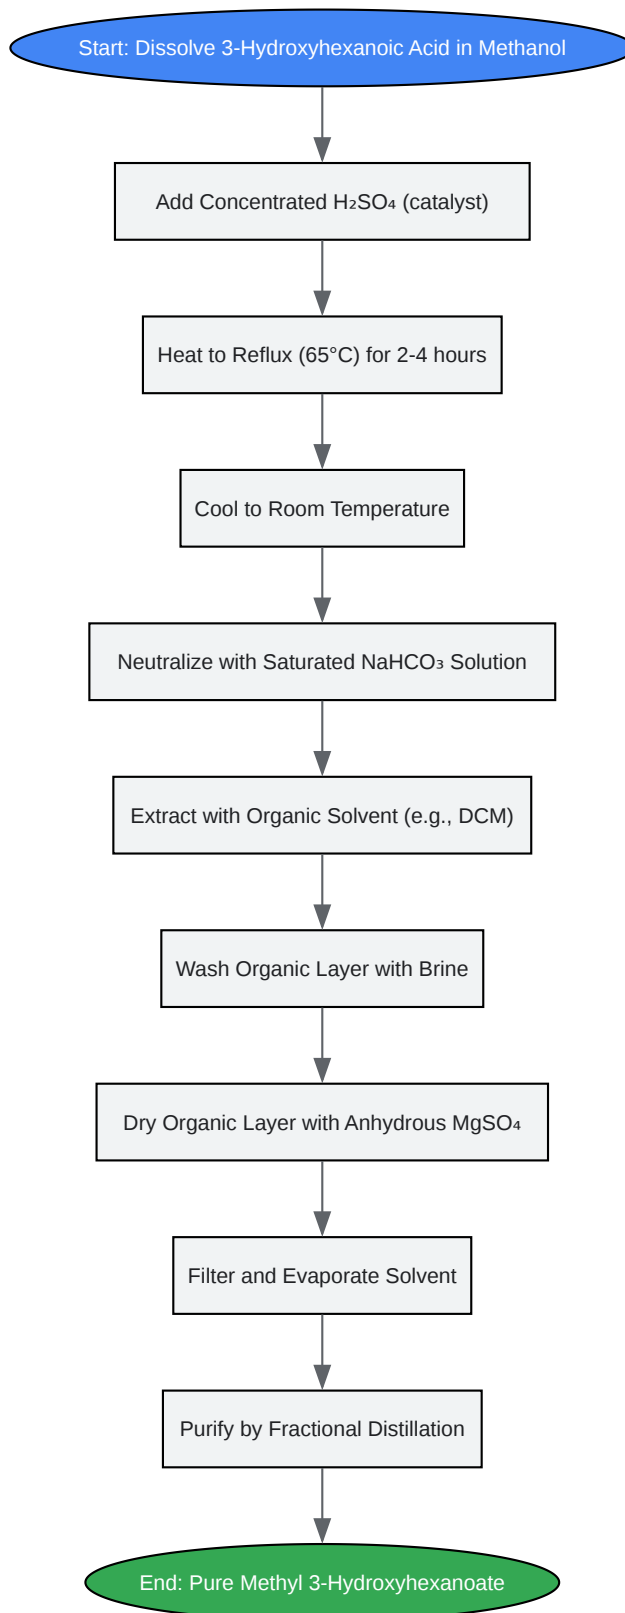 Start: Dissolve 3-Hydroxyhexanoic Acid in Methanol
Add Concentrated H₂SO₄ (catalyst)
Heat to Reflux (65°C) for 2-4 hours
Cool to Room Temperature
Neutralize with Saturated NaHCO₃ Solution
Extract with Organic Solvent (e.g., DCM)
Wash Organic Layer with Brine
Dry Organic Layer with Anhydrous MgSO₄
Filter and Evaporate Solvent
Purify by Fractional Distillation
End: Pure Methyl 3-Hydroxyhexanoate